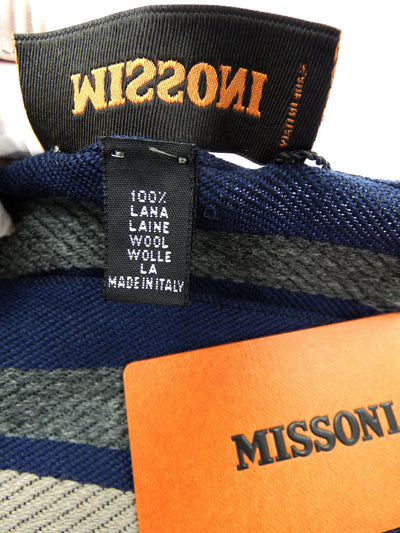 MISSONI
100%
LANA
LAINE
WOOL
WOLLE
LA
MADE IN ITALY
MISSONI